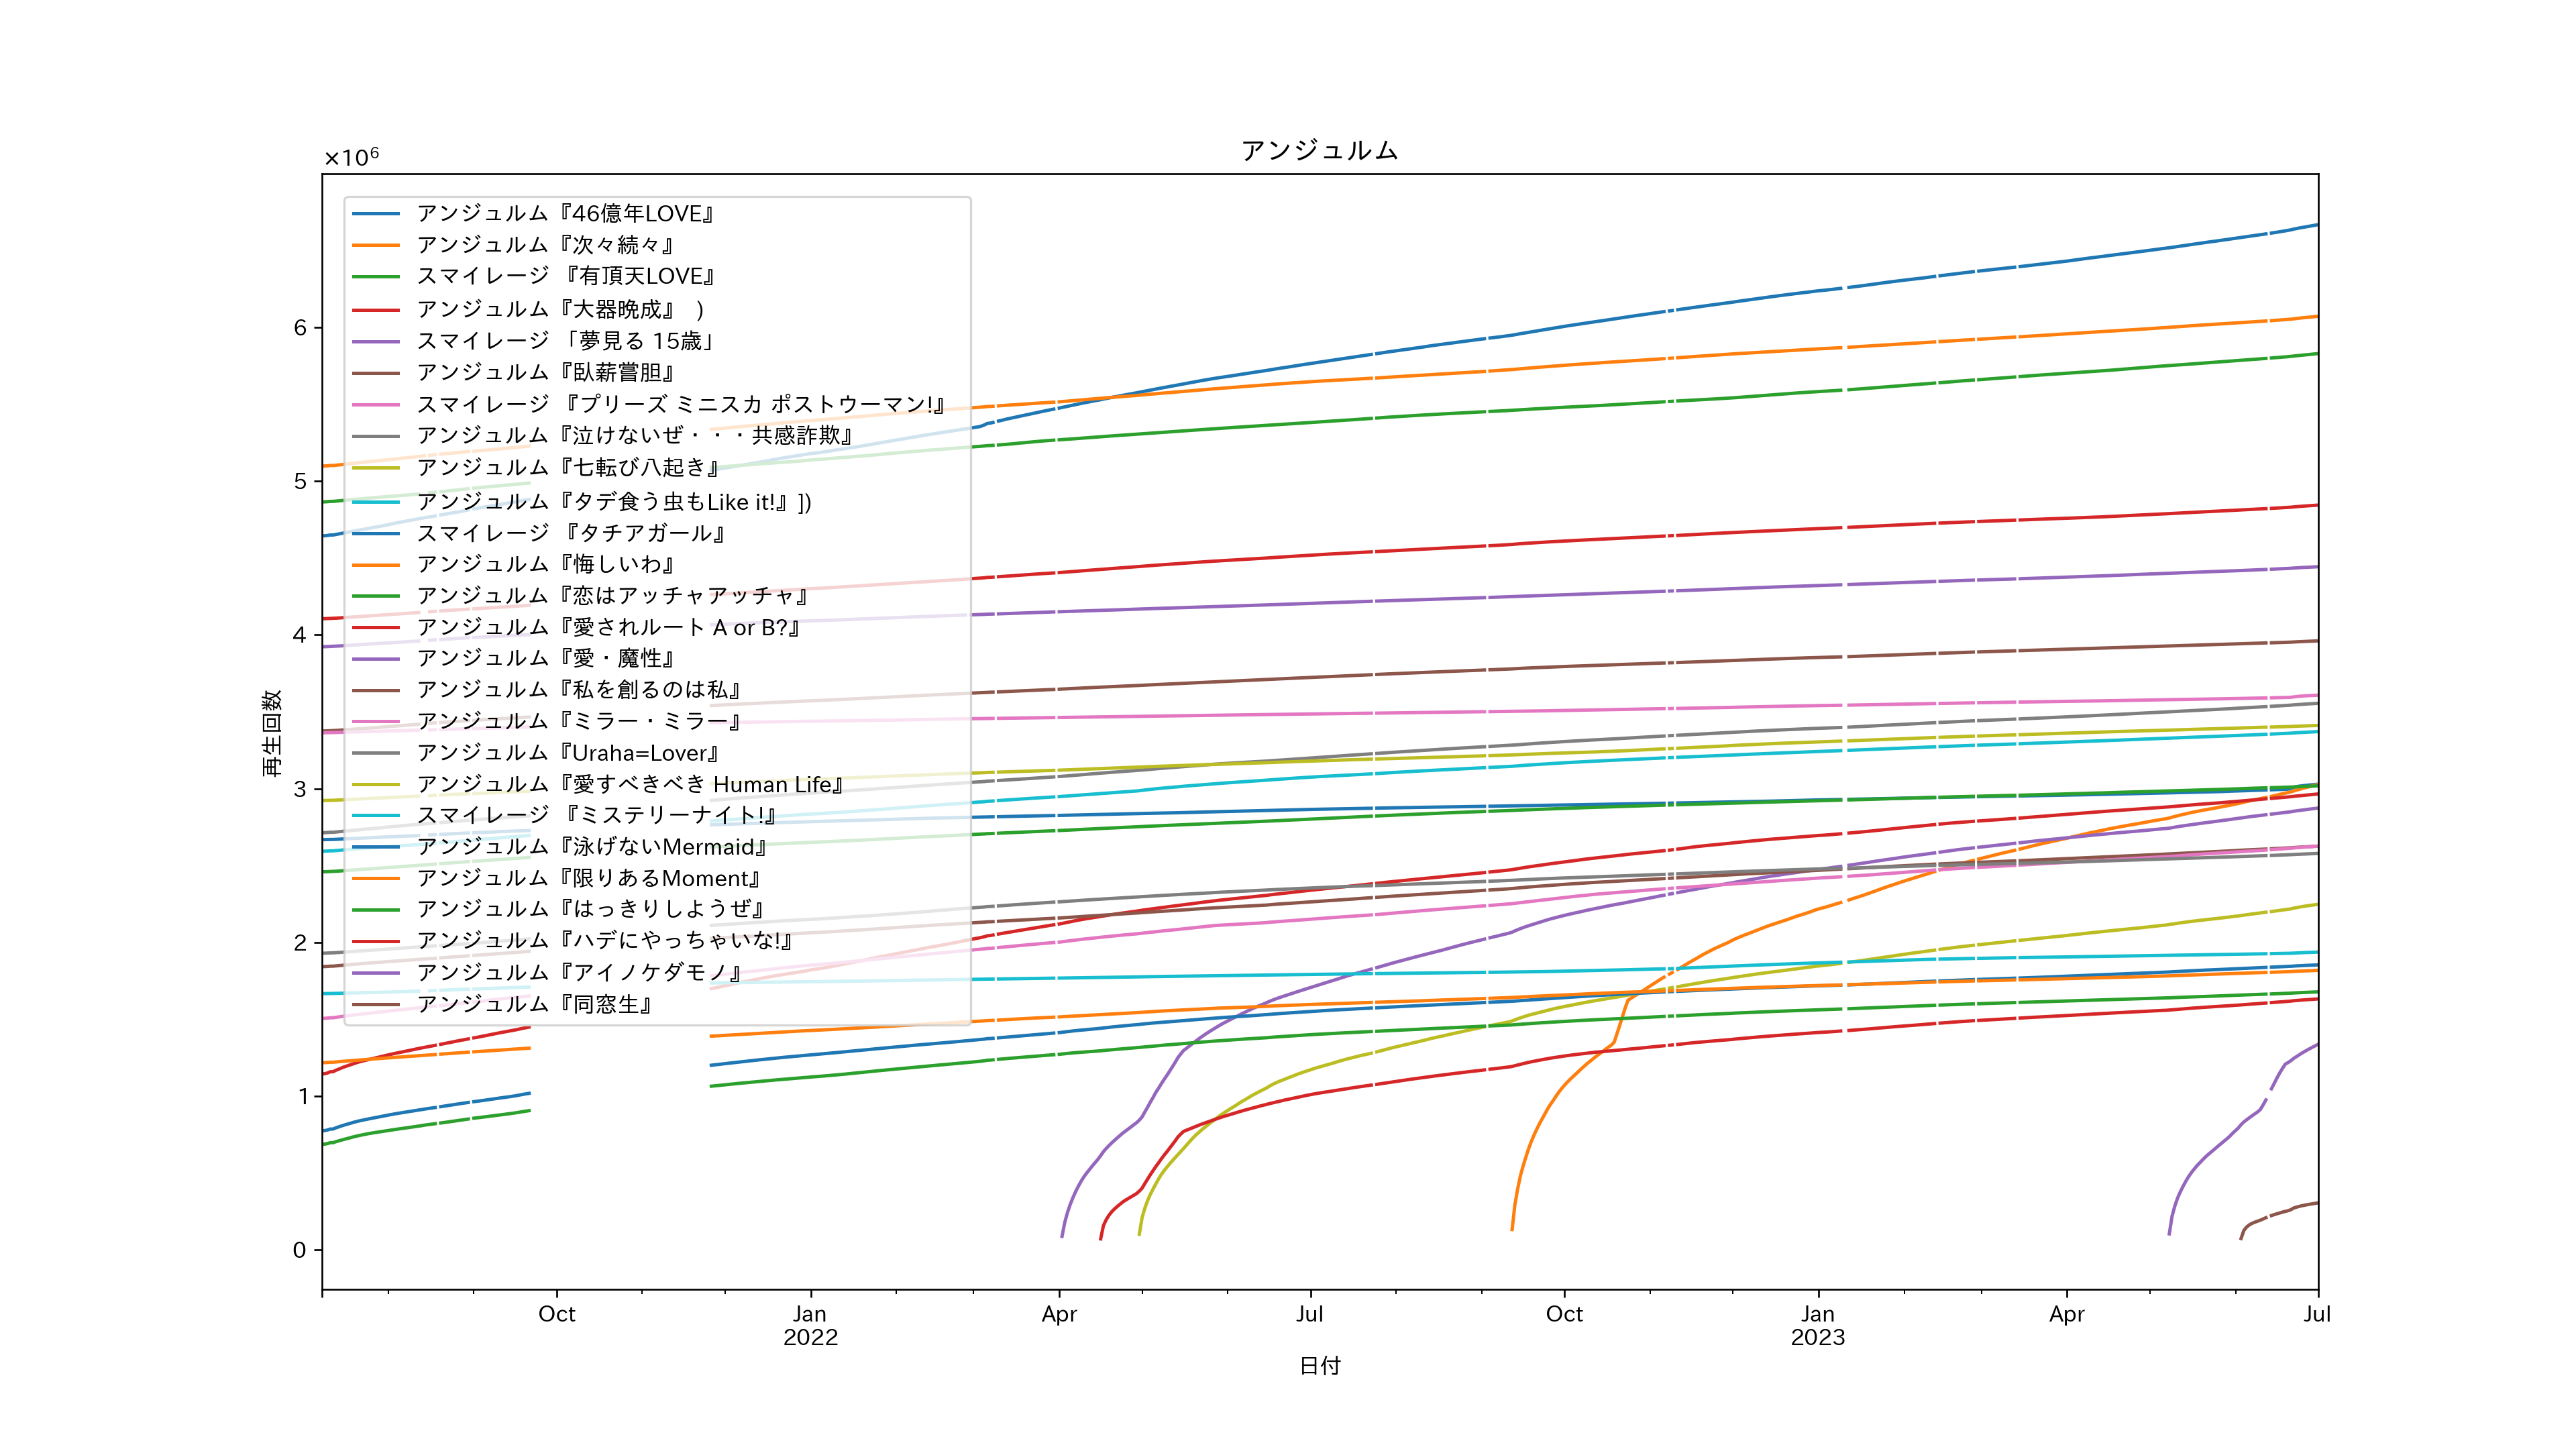 アンジュルム
×10⁶
アンジュルム『46億年LOVE』
アンジュルム『次々続々』
スマイレージ 『有頂天LOVE』
アンジュルム『大器晩成』 )
スマイレージ 「夢見る 15歳」
アンジュルム『臥薪嘗胆』
スマイレージ 『プリーズ ミニスカ ポストウーマン!』
アンジュルム『泣けないぜ・・・共感詐欺』
アンジュルム『七転び八起き』
アンジュルム『タデ食う虫もLike it!』])
スマイレージ 『タチアガール』
アンジュルム『悔しいわ』
アンジュルム『恋はアッチャアッチャ』
アンジュルム『愛されルート A or B?』
アンジュルム『愛・魔性』
アンジュルム『私を創るのは私』
アンジュルム『ミラー・ミラー』
アンジュルム『Uraha=Lover』
アンジュルム『愛すべきべき Human Life』
スマイレージ 『ミステリーナイト!』
アンジュルム『泳げないMermaid』
アンジュルム『限りあるMoment』
アンジュルム『はっきりしようぜ』
アンジュルム『ハデにやっちゃいな!』
アンジュルム『アイノケダモノ』
アンジュルム『同窓生』
再生回数
6
5
4
3
2
1
0
Oct Jan Apr Jul Oct Jan Apr Jul
2022 2023
日付